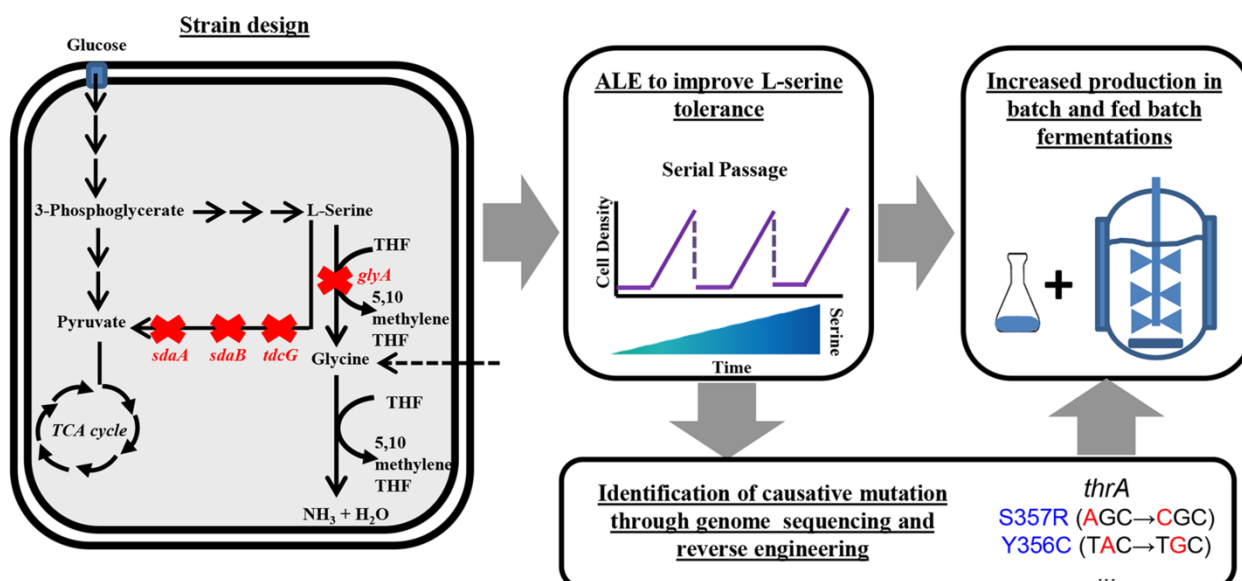 Strain design
Glucose
3-Phosphoglycerate
L-Serine
THF
glyA
5,10
methylene
THF
Pyruvate
sdaA
sdaB
tdcG
Glycine
TCA cycle
THF
5,10
methylene
THF
NH₃ + H₂O
ALE to improve L-serine
tolerance
Serial Passage
Cell Density
Serine
Time
Increased production in
batch and fed batch
fermentations
+
Identification of causative mutation
through genome sequencing and
reverse engineering
thrA
S357R (AGC→CGC)
Y356C (TAC→TGC)
...